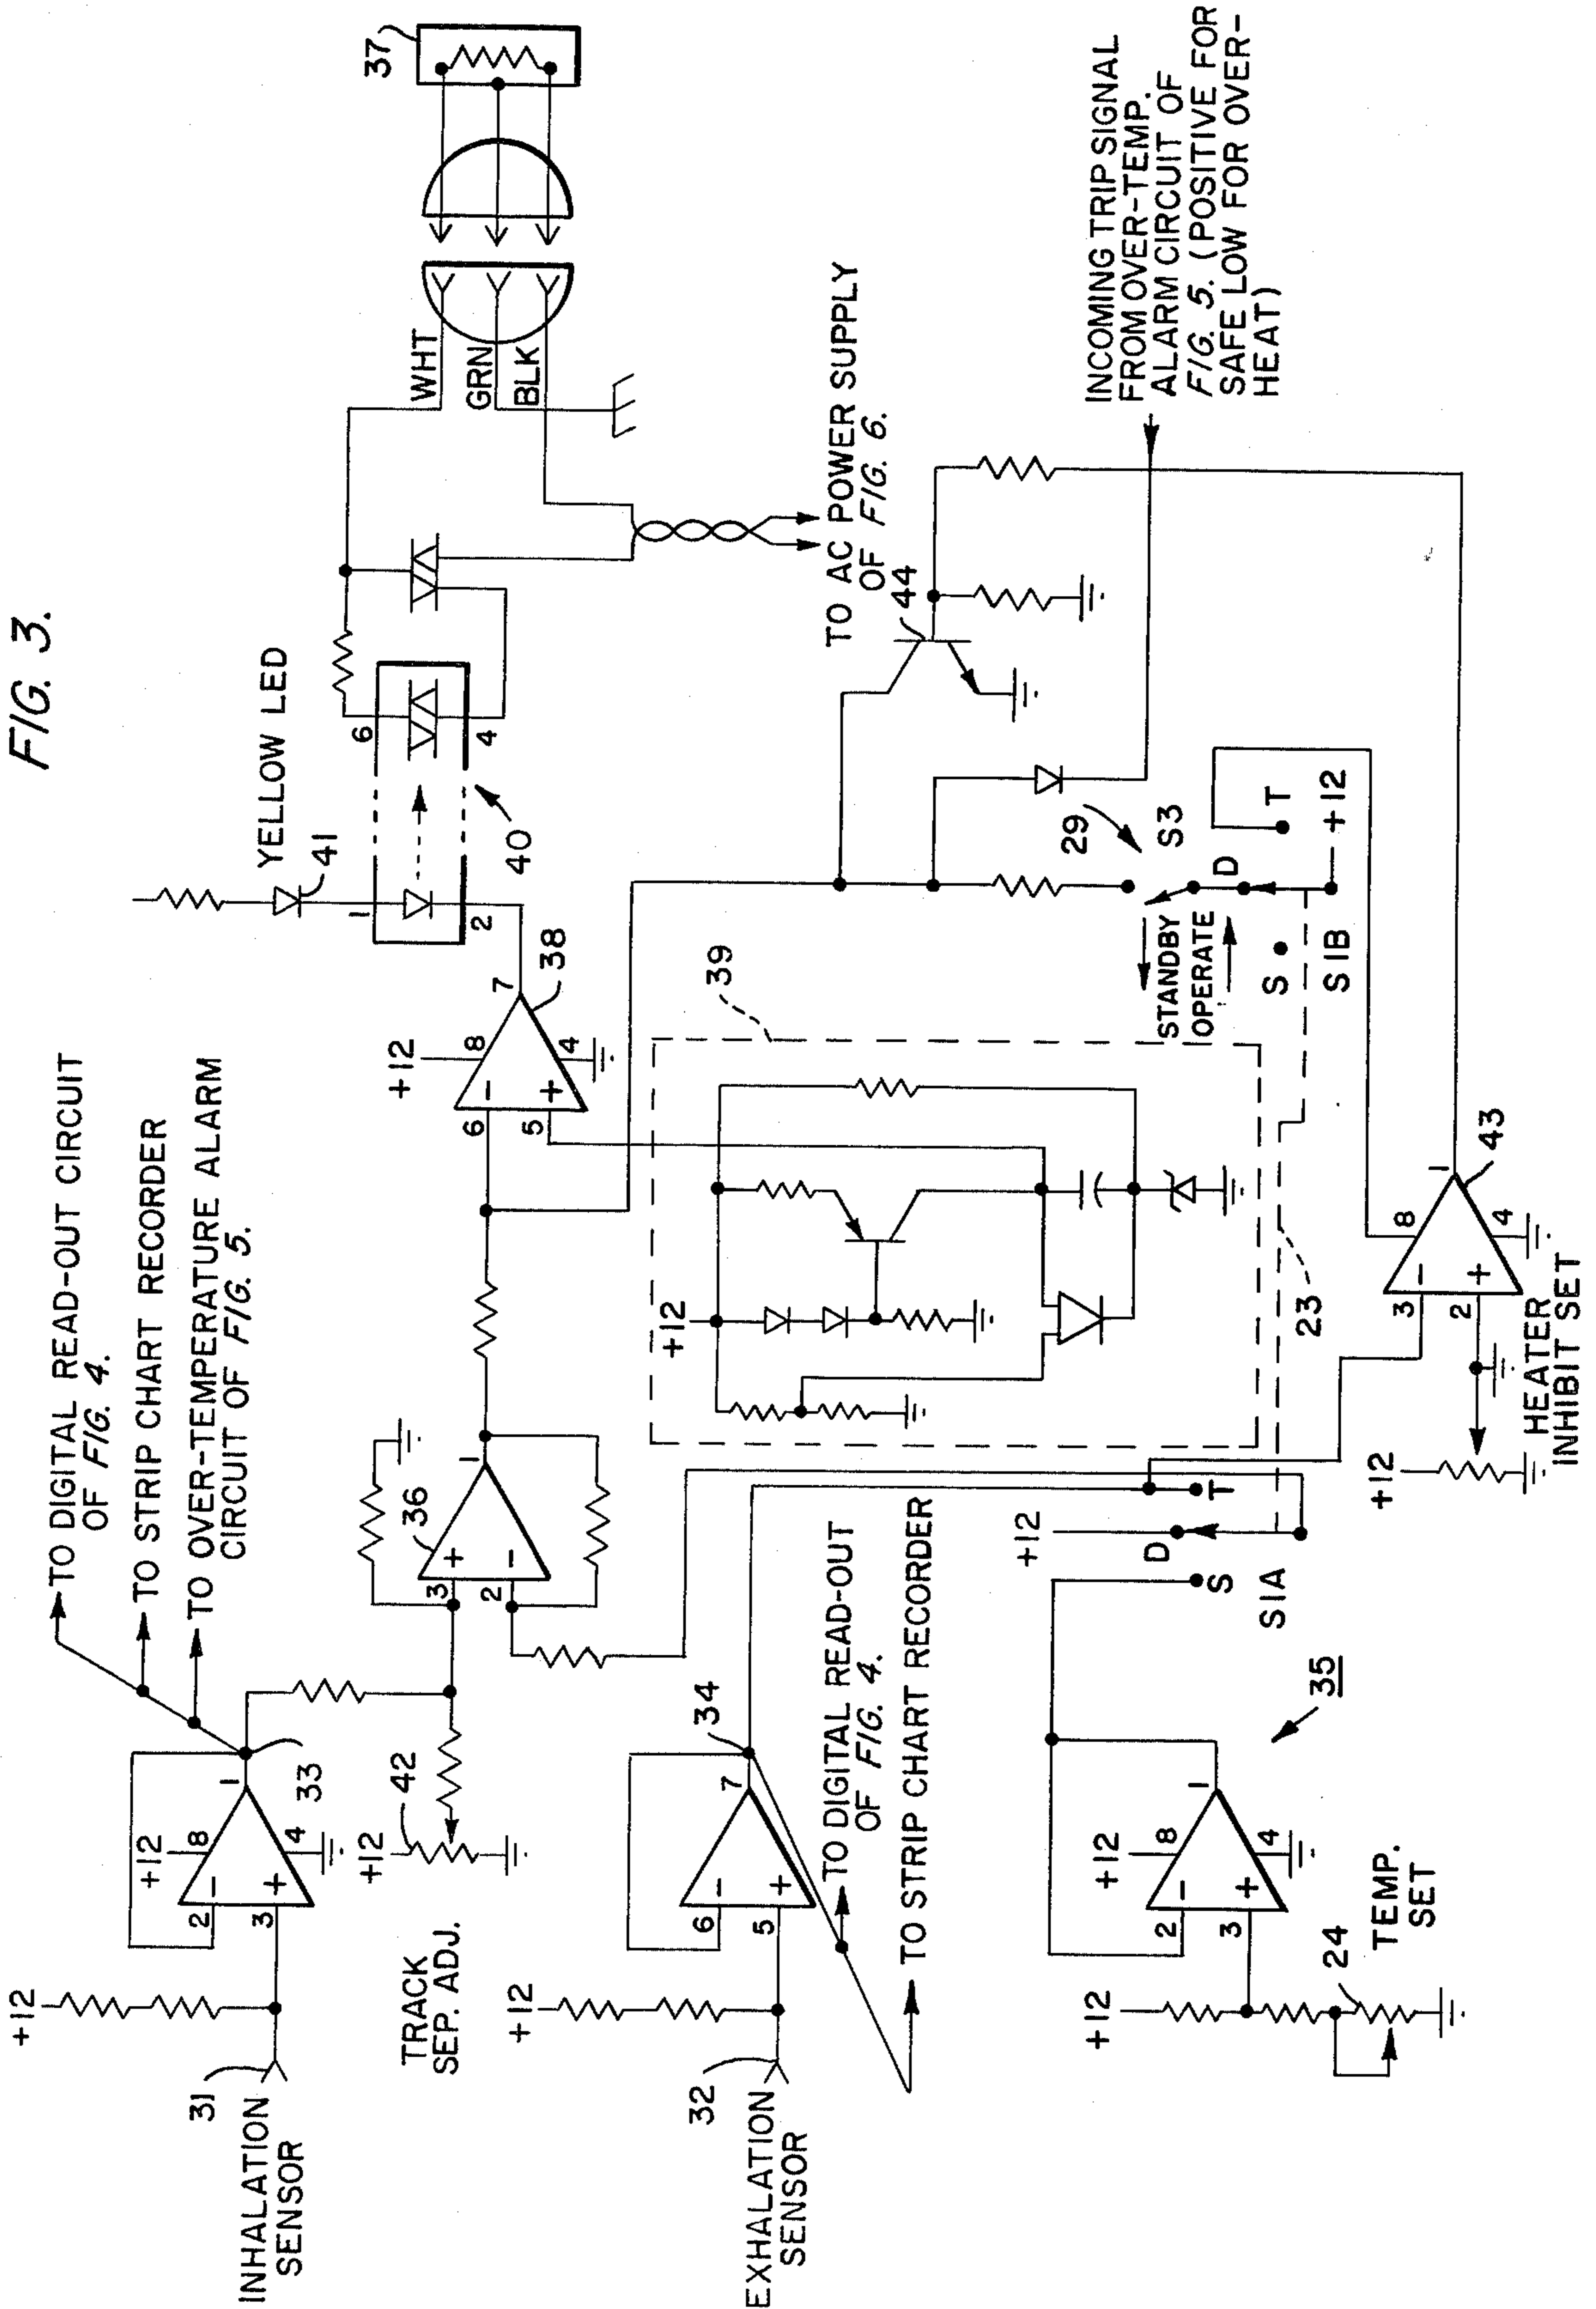 FIG. 3.
TO DIGITAL READ-OUT CIRCUIT
OF FIG. 4.
TO STRIP CHART RECORDER
TO OVER-TEMPERATURE ALARM
CIRCUIT OF FIG. 5.
+12
31
INHALATION
SENSOR
2
3
+12
8
4
1
-
+
33
TRACK
SEP. ADJ.
+12
42
3
2
36
+
-
1
+12
8
4
6
5
-
+
7
38
YELLOW LED
41
1
2
6
4
40
WHT
GRN
BLK
37
TO AC POWER SUPPLY
OF FIG. 6.
+12
32
EXHALATION
SENSOR
6
5
-
+
7
34
TO DIGITAL READ-OUT
OF FIG. 4.
TO STRIP CHART RECORDER
39
+12
44
INCOMING TRIP SIGNAL
FROM OVER-TEMP.
ALARM CIRCUIT OF
FIG. 5. (POSITIVE FOR
SAFE LOW FOR OVER-
HEAT)
29
S3
STANDBY
OPERATE
S
D
T
+12
S1B
23
+12
S
D
T
S1A
35
+12
24
TEMP.
SET
+12
8
4
2
3
-
+
1
+12
HEATER
INHIBIT SET
3
2
-
+
8
4
1
43